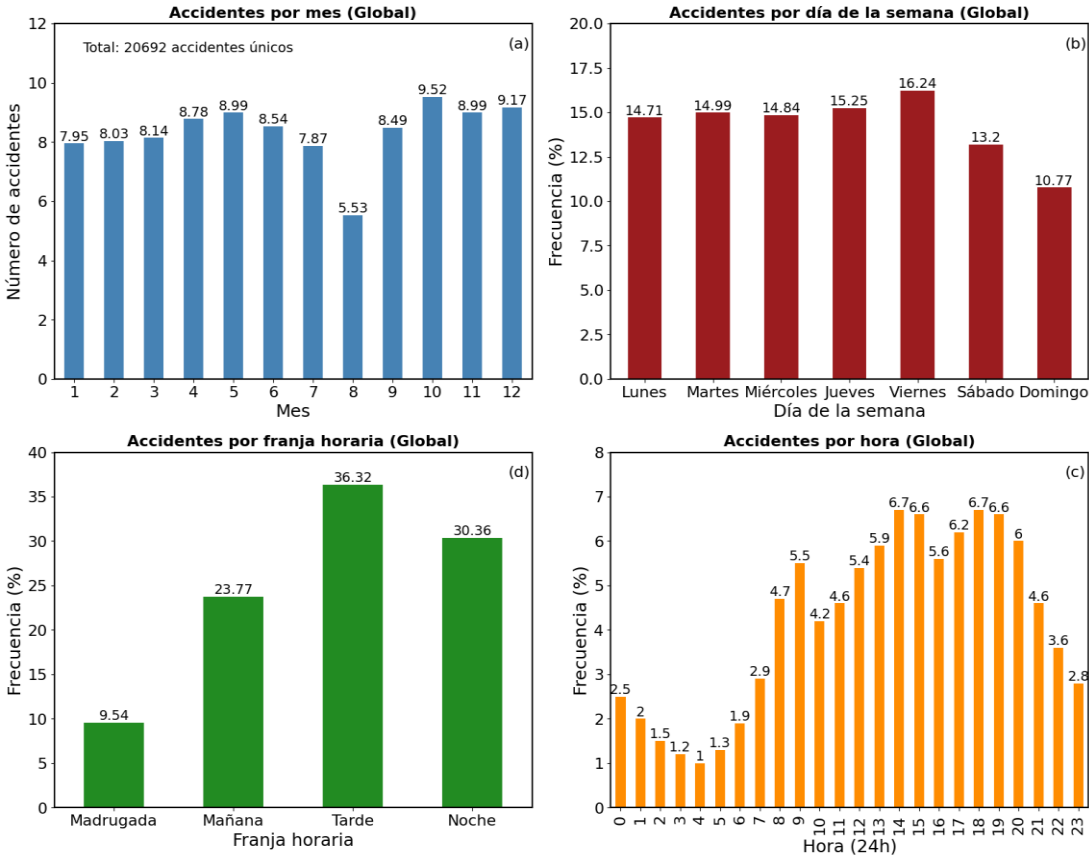 Accidentes por mes (Global)
(a)
Total: 20692 accidentes únicos
Número de accidentes
12
10
8
6
4
2
0
7.95 8.03 8.14 8.78 8.99 8.54 7.87 5.53 8.49 9.52 8.99 9.17
1 2 3 4 5 6 7 8 9 10 11 12
Mes
Accidentes por día de la semana (Global)
(b)
Frecuencia (%)
20.0
17.5
15.0
12.5
10.0
7.5
5.0
2.5
0.0
14.71 14.99 14.84 15.25 16.24 13.2 10.77
Lunes Martes Miércoles Jueves Viernes Sábado Domingo
Día de la semana
Accidentes por franja horaria (Global)
(d)
Frecuencia (%)
40
35
30
25
20
15
10
5
0
9.54 23.77 36.32 30.36
Madrugada Mañana Tarde Noche
Franja horaria
Accidentes por hora (Global)
(c)
Frecuencia (%)
8
7
6
5
4
3
2
1
0
2.5 2 1.5 1.2 1 1.3 1.9 2.9 4.7 5.5 4.2 4.6 5.4 5.9 6.7 6.6 5.6 6.2 6.7 6.6 6 4.6 3.6 2.8
0 1 2 3 4 5 6 7 8 9 10 11 12 13 14 15 16 17 18 19 20 21 22 23
Hora (24h)